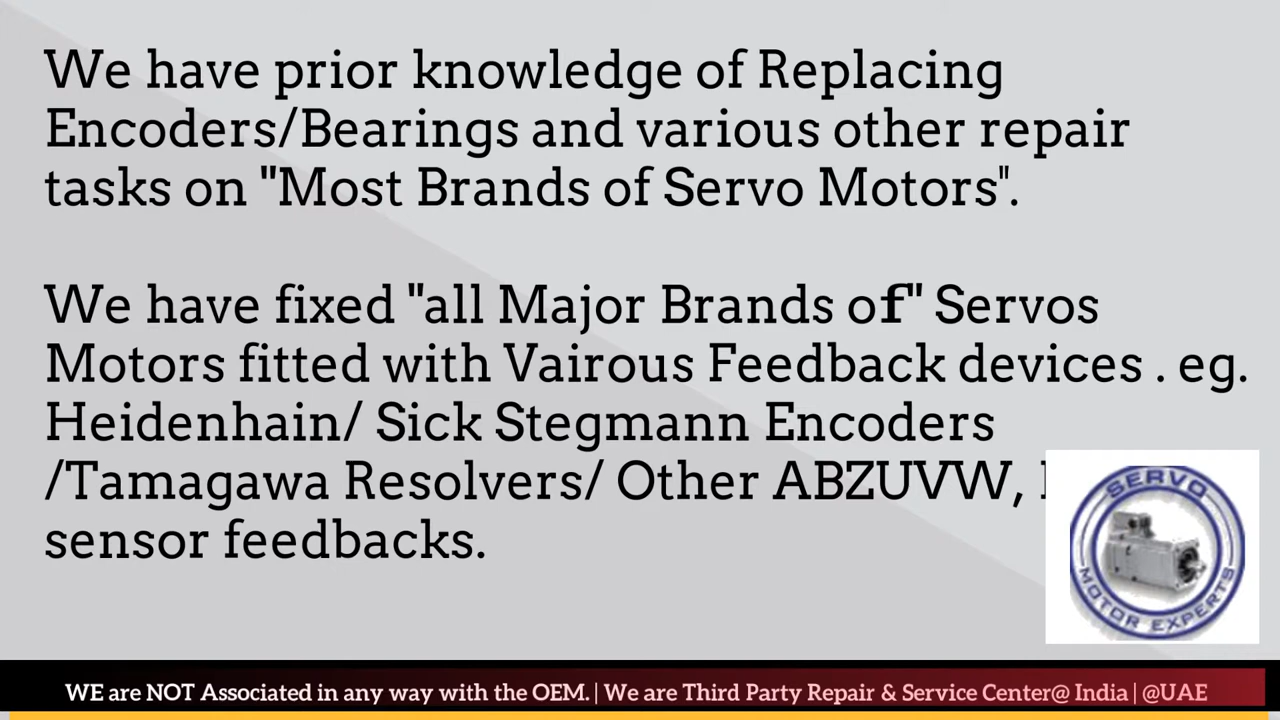 We have prior knowledge of Replacing
Encoders/Bearings and various other repair
tasks on "Most Brands of Servo Motors".
We have fixed "all Major Brands of" Servos
Motors fitted with Vairous Feedback devices . eg.
Heidenhain/ Sick Stegmann Encoders
/Tamagawa Resolvers/ Other ABZUVW,
sensor feedbacks.
SERVO
MOTOR EXPERTS
WE are NOT Associated in any way with the OEM. | We are Third Party Repair & Service Center@ India | @UAE